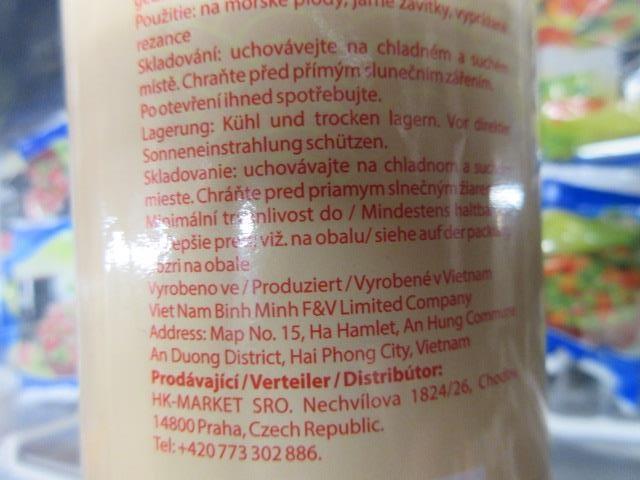 Použitie: na morské plody, jarné závitky, vyprážané
rezance
Skladování: uchovávejte na chladném a suchém
místě. Chraňte před přímým slunečním zářením.
Po otevření ihned spotřebujte.
Lagerung: Kühl und trocken lagern. Vor direkter
Sonneneinstrahlung schützen.
Skladovanie: uchovávajte na chladnom a suchom
mieste. Chráňte pred priamym slnečným žiarením
Minimální trvanlivost do / Mindestens haltbar
pred, viž. na obalu/ siehe auf der packung
na obale
Vyrobeno ve / Produziert / Vyrobené v Vietnam
Viet Nam Binh Minh F&V Limited Company
Address: Map No. 15, Ha Hamlet, An Hung Commune
An Duong District, Hai Phong City, Vietnam
Prodávající / Verteiler / Distribútor:
HK-MARKET SRO. Nechvílova 1824/26,
14800 Praha, Czech Republic.
Tel: +420 773 302 886.